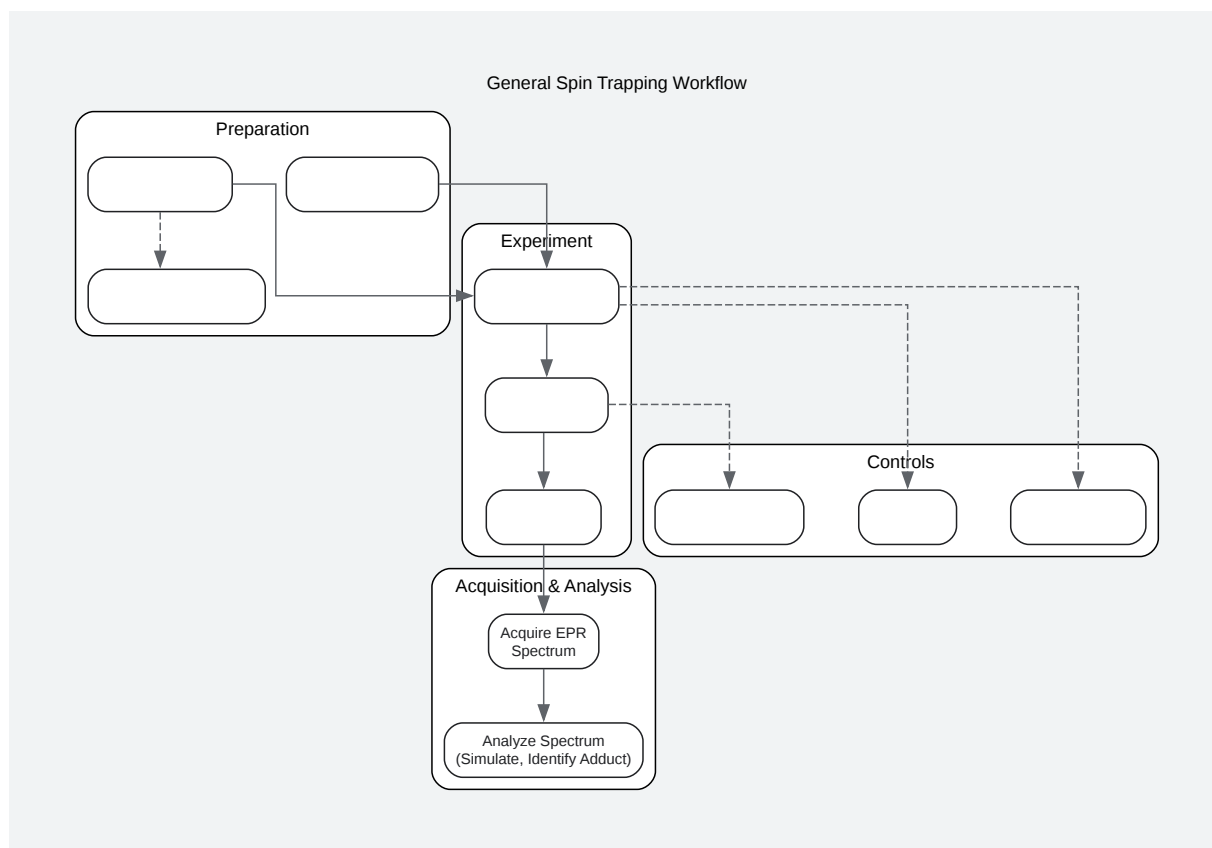 General Spin Trapping Workflow
Preparation
Experiment
Controls
Acquisition & Analysis
Acquire EPR
Spectrum
Analyze Spectrum
(Simulate, Identify Adduct)